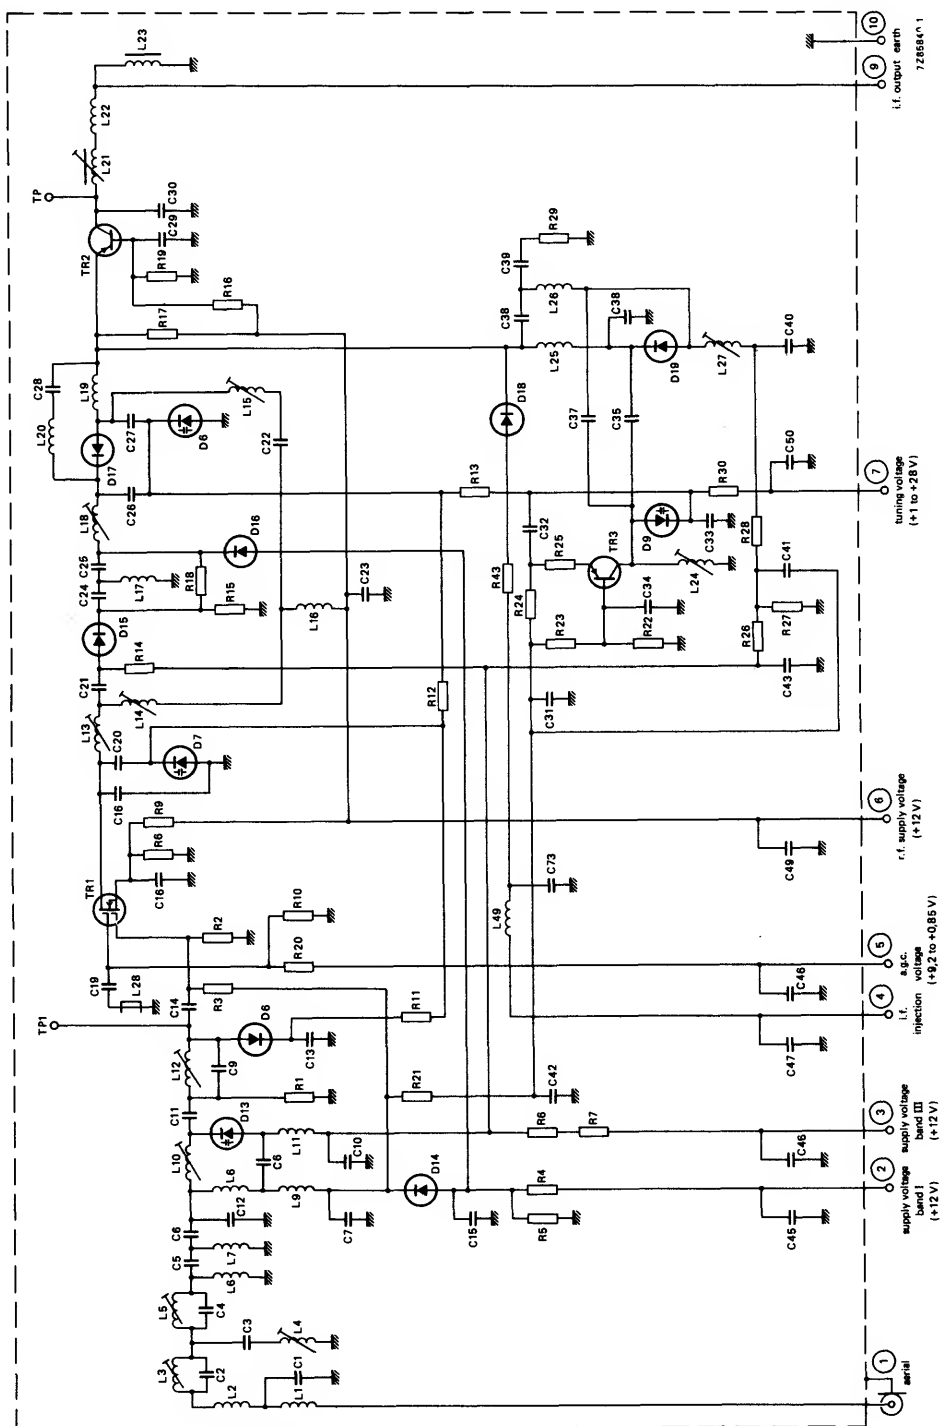 L23
L22
L21
TP
C30
C29
TR2
R19
R16
R17
C28
L19
L20
C27
D6
L15
D17
C26
C22
L18
D16
C25
L17
R18
C24
R15
D15
L16
C23
R14
C21
L14
L13
C20
D7
C16
R9
R6
C16
TR1
R10
R20
R2
C19
L28
C14
R3
TP1
D6
R11
C13
L12
C9
R1
C11
D13
L10
L11
C6
C10
L6
L9
C12
C7
C6
L7
C5
L6
L5
C4
C3
L4
L3
C2
L2
C1
L1
R29
C39
L26
C38
C38
L25
D19
L27
C40
D18
C37
C35
R13
R30
C50
C32
D9
C33
R28
R25
TR3
L24
C41
R43
R24
C34
R23
R22
R26
R27
R12
C31
C43
C73
L49
R21
C42
R6
R7
D14
C15
R4
R5
C49
C46
C47
C46
C45
1
aerial
2
supply voltage
band I
(+12 V)
3
supply voltage
band III
(+12 V)
4
i.f.
injection
5
a.g.c.
voltage
(+9,2 to +0,85 V)
6
r.f. supply voltage
(+12 V)
7
tuning voltage
(+1 to +28 V)
9
i.f. output
10
earth